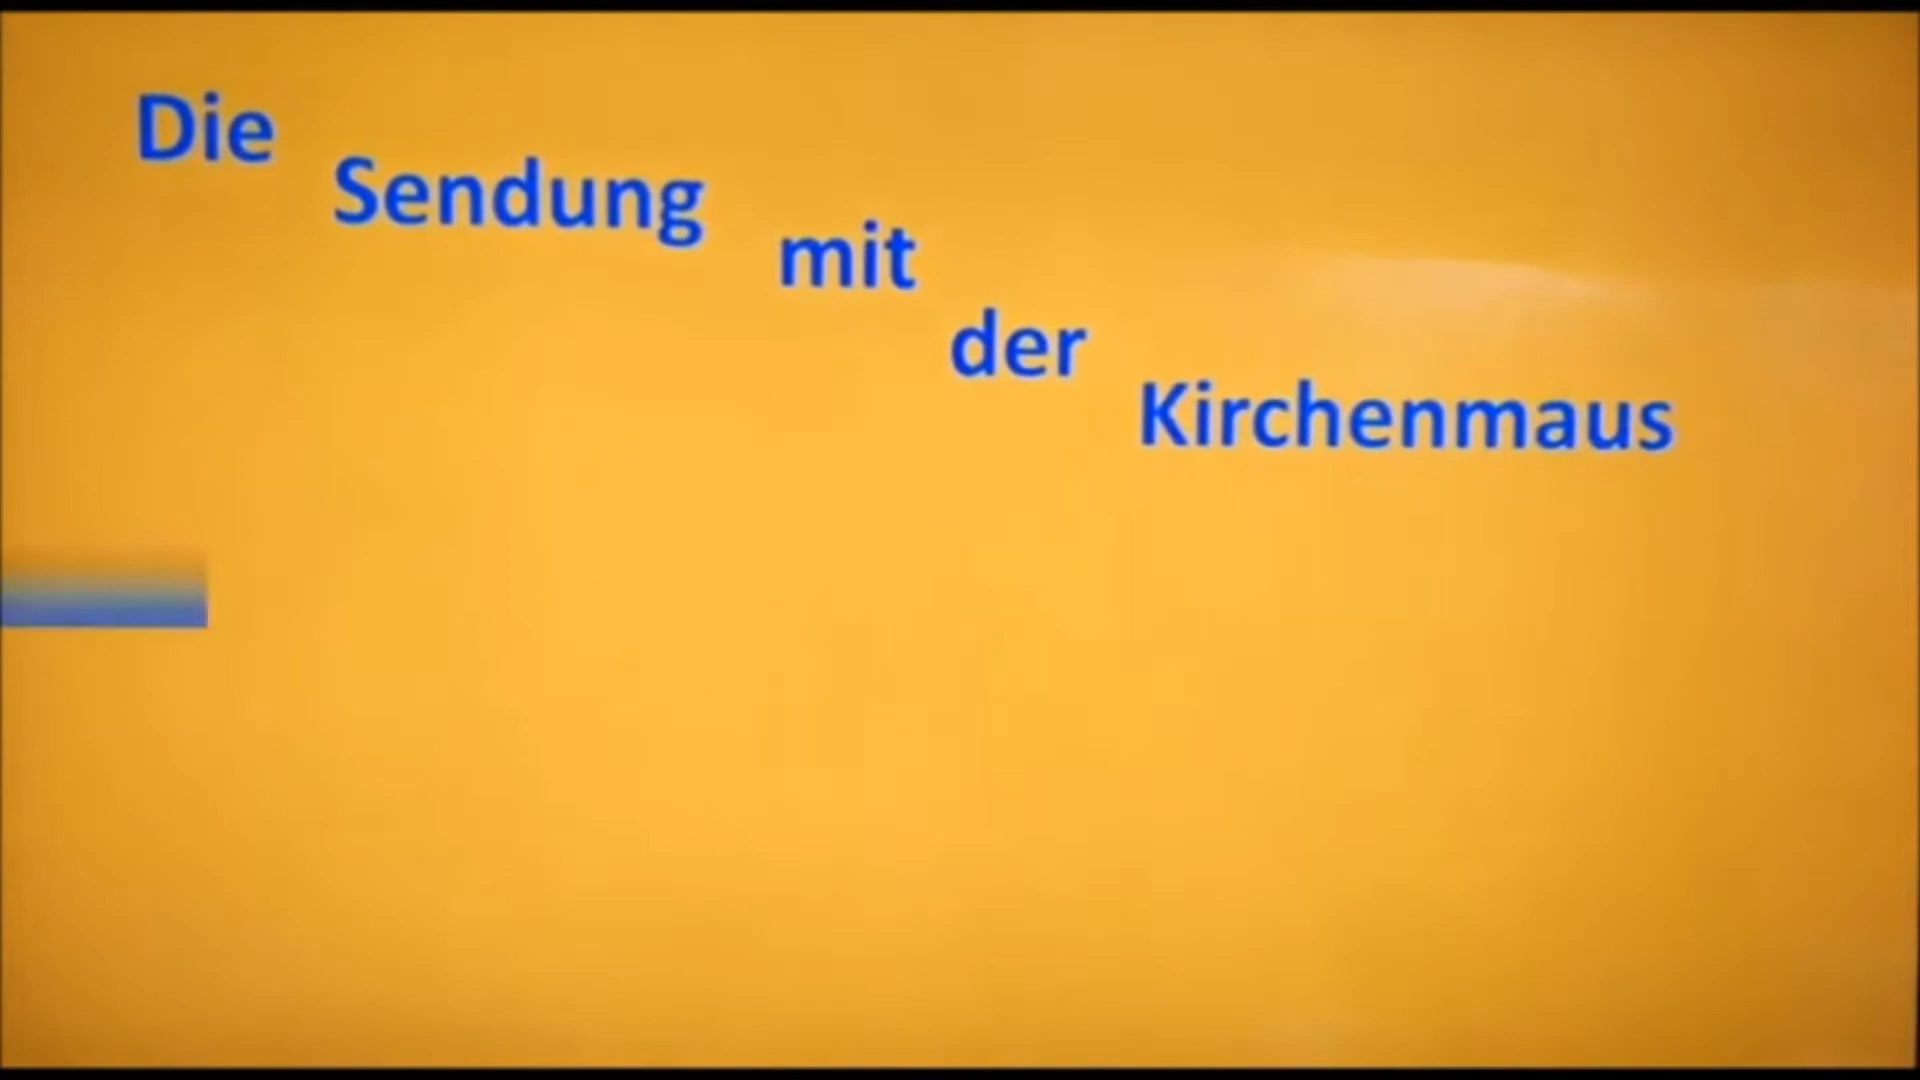 Die
Sendung
mit
der
Kirchenmaus